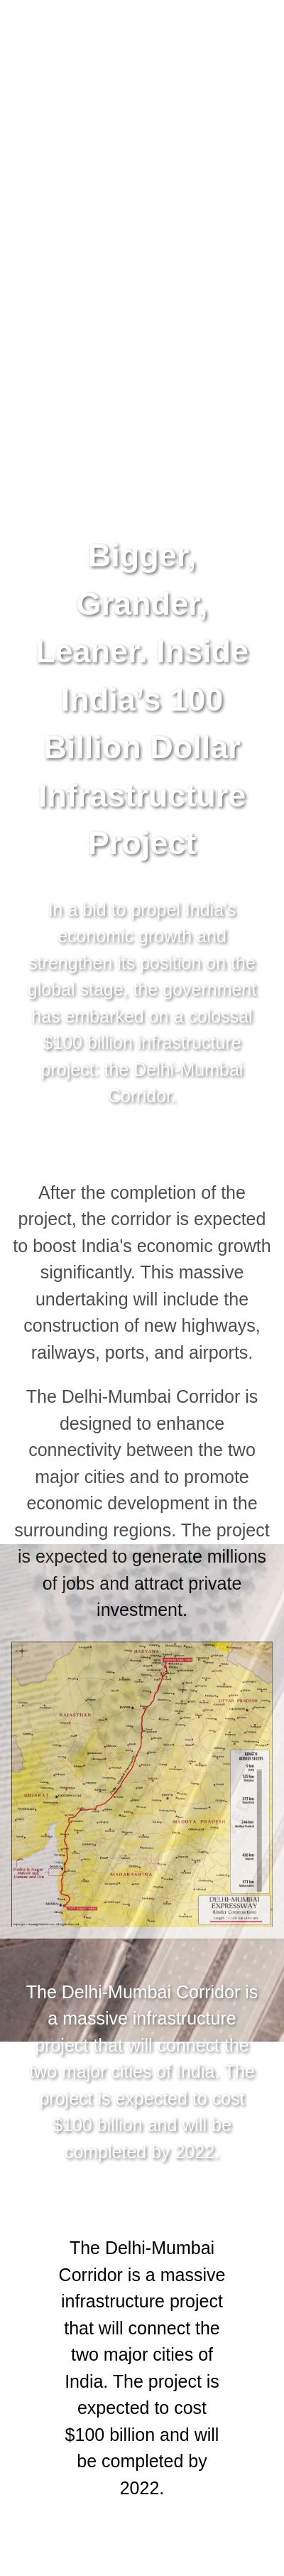 Bigger,
Grander,
Leaner. Inside
India's 100
Billion Dollar
Infrastructure
Project
In a bid to propel India's
economic growth and
strengthen its position on the
global stage, the government
has embarked on a colossal
$100 billion infrastructure
project: the Delhi-Mumbai
Corridor.
After the completion of the
project, the corridor is expected
to boost India's economic growth
significantly. This massive
undertaking will include the
construction of new highways,
railways, ports, and airports.
The Delhi-Mumbai Corridor is
designed to enhance
connectivity between the two
major cities and to promote
economic development in the
surrounding regions. The project
is expected to generate millions
of jobs and attract private
investment.
HARYANA
UTTAR PRADESH
RAJASTHAN
GUJARAT
MADHYA PRADESH
MAHARASHTRA
DELHI-MUMBAI
EXPRESSWAY
(Under Construction)
The Delhi-Mumbai Corridor is
a massive infrastructure
project that will connect the
two major cities of India. The
project is expected to cost
$100 billion and will be
completed by 2022.
The Delhi-Mumbai
Corridor is a massive
infrastructure project
that will connect the
two major cities of
India. The project is
expected to cost
$100 billion and will
be completed by
2022.